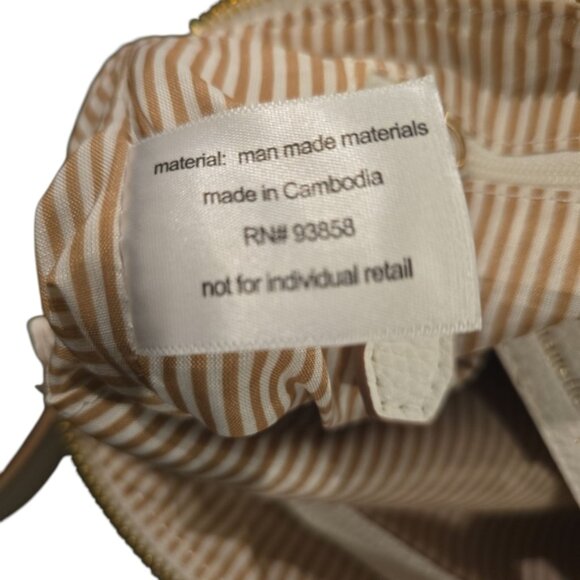 material: man made materials
made in Cambodia
RN# 93858
not for individual retail